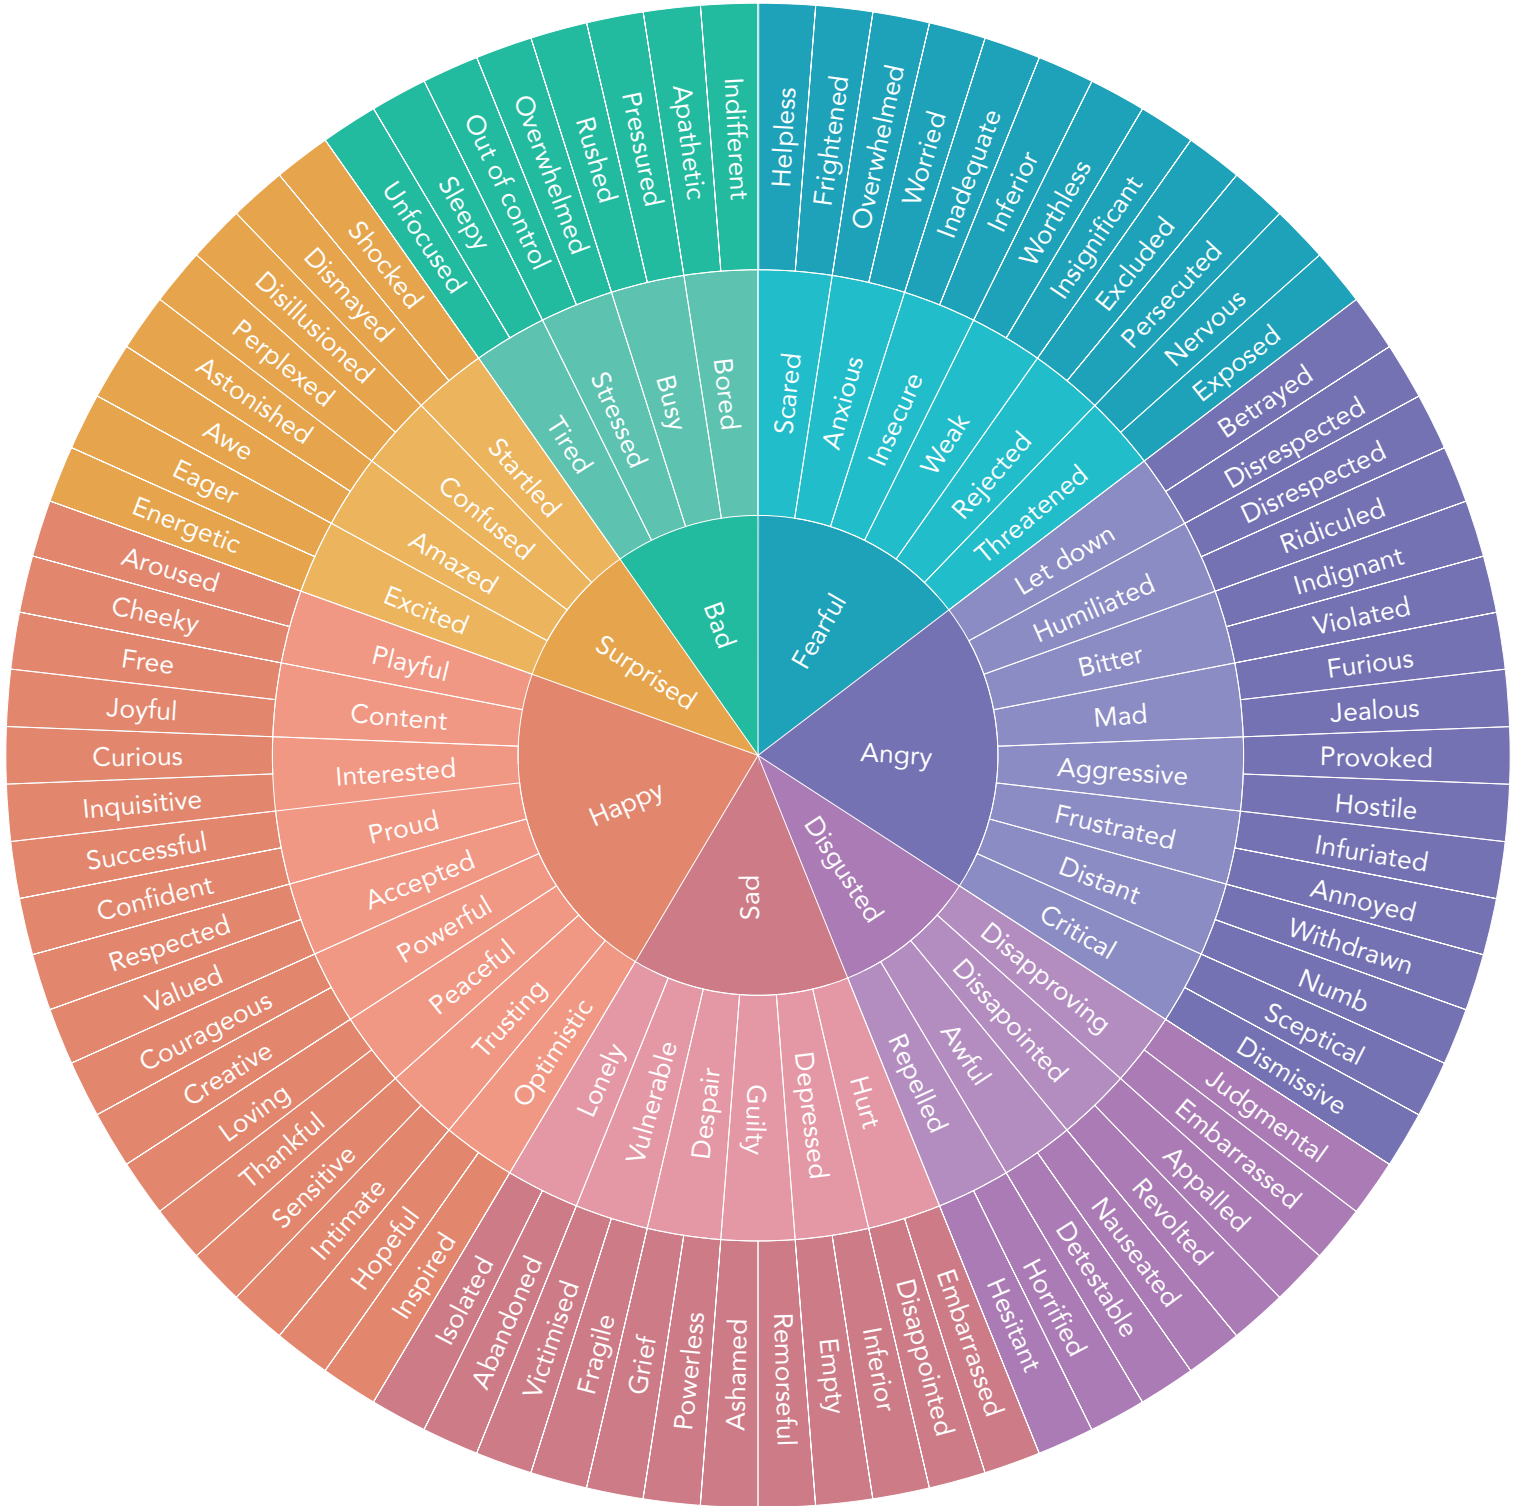 Fearful
Angry
Disgusted
Sad
Happy
Surprised
Bad
Scared
Anxious
Insecure
Weak
Rejected
Threatened
Let down
Humiliated
Bitter
Mad
Aggressive
Frustrated
Distant
Critical
Disapproving
Dissapointed
Awful
Repelled
Hurt
Depressed
Guilty
Despair
Vulnerable
Lonely
Optimistic
Trusting
Peaceful
Powerful
Accepted
Proud
Interested
Content
Playful
Excited
Amazed
Confused
Startled
Tired
Stressed
Busy
Bored
Helpless
Frightened
Overwhelmed
Worried
Inadequate
Inferior
Worthless
Insignificant
Excluded
Persecuted
Nervous
Exposed
Betrayed
Disrespected
Disrespected
Ridiculed
Indignant
Violated
Furious
Jealous
Provoked
Hostile
Infuriated
Annoyed
Withdrawn
Numb
Sceptical
Dismissive
Judgmental
Embarrassed
Appalled
Revolted
Nauseated
Detestable
Horrified
Hesitant
Embarrassed
Disappointed
Inferior
Empty
Remorseful
Ashamed
Powerless
Grief
Fragile
Victimised
Abandoned
Isolated
Inspired
Hopeful
Intimate
Sensitive
Thankful
Loving
Creative
Courageous
Valued
Respected
Confident
Successful
Inquisitive
Curious
Joyful
Free
Cheeky
Aroused
Energetic
Eager
Awe
Astonished
Perplexed
Disillusioned
Dismayed
Shocked
Unfocused
Sleepy
Out of control
Overwhelmed
Rushed
Pressured
Apathetic
Indifferent